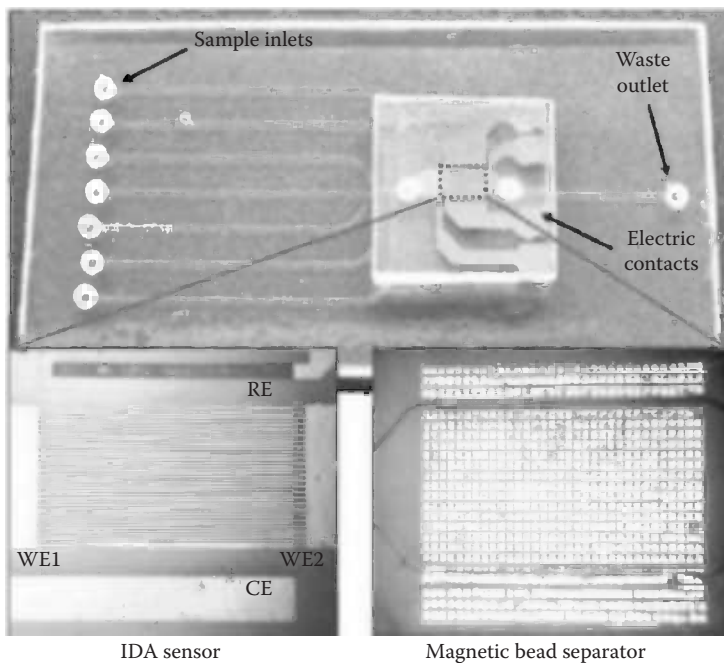 Sample inlets
Waste
outlet
Electric
contacts
RE
WE1
WE2
CE
IDA sensor
Magnetic bead separator